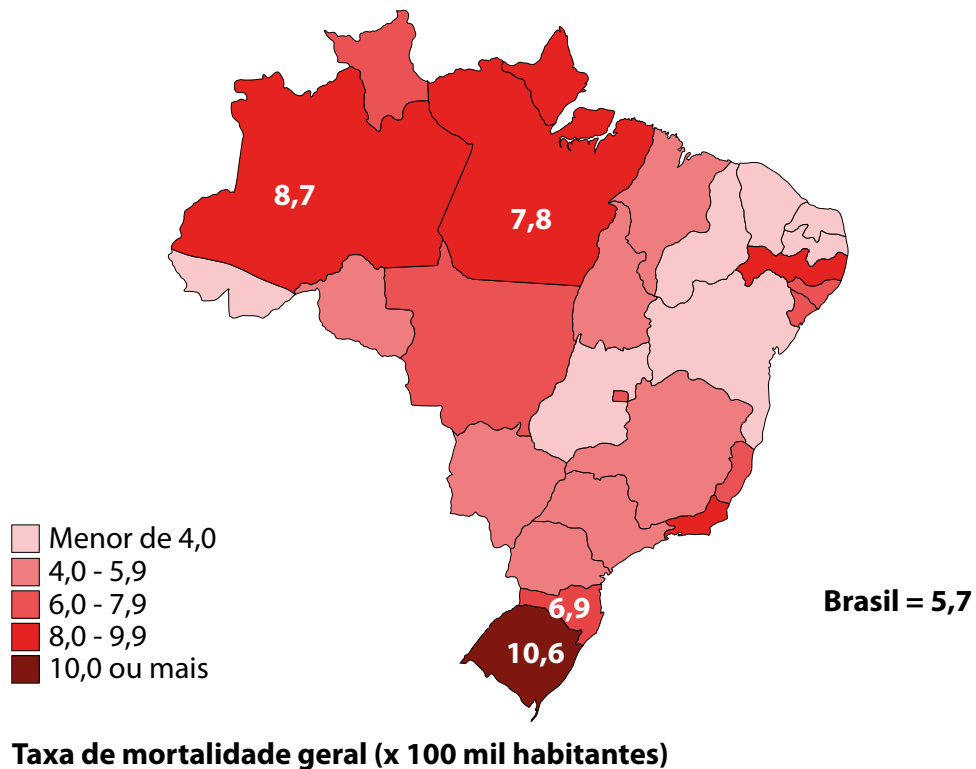 8,7
7,8
Menor de 4,0
4,0 - 5,9
6,0 - 7,9
8,0 - 9,9
10,0 ou mais
6,9
10,6
Brasil = 5,7
Taxa de mortalidade geral (x 100 mil habitantes)